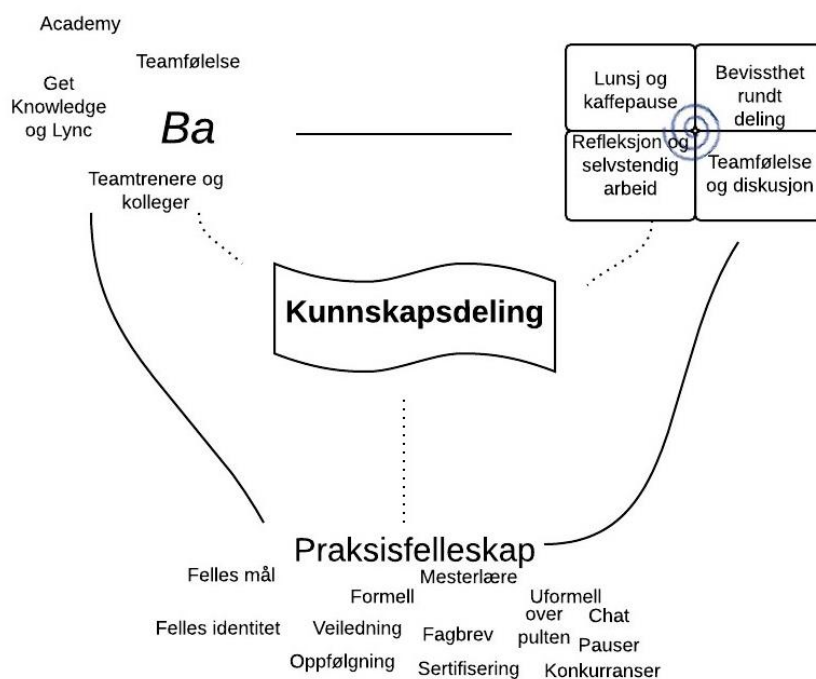 Academy
Teamfølelse
Get
Knowledge
og Lync
Ba
Teamtrenere og
kolleger
Lunsj og
kaffepause
Bevissthet
rundt
deling
Refleksjon og
selvstendig
arbeid
Teamfølelse
og diskusjon
Kunnskapsdeling
Praksisfelleskap
Felles mål
Mesterlære
Formell
Uformell
Felles identitet
Veiledning
Fagbrev
over
pulten
Chat
Pauser
Oppfølgning
Sertifisering
Konkurranser